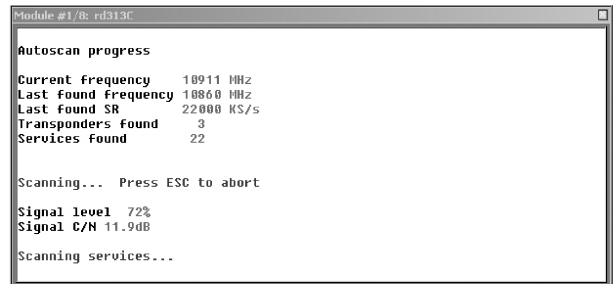 Module #1/8: rd313C
Autoscan progress
Current frequency 10911 MHz
Last found frequency 10860 MHz
Last found SR 22000 KS/s
Transponders found 3
Services found 22
Scanning... Press ESC to abort
Signal level 72%
Signal C/N 11.9dB
Scanning services...